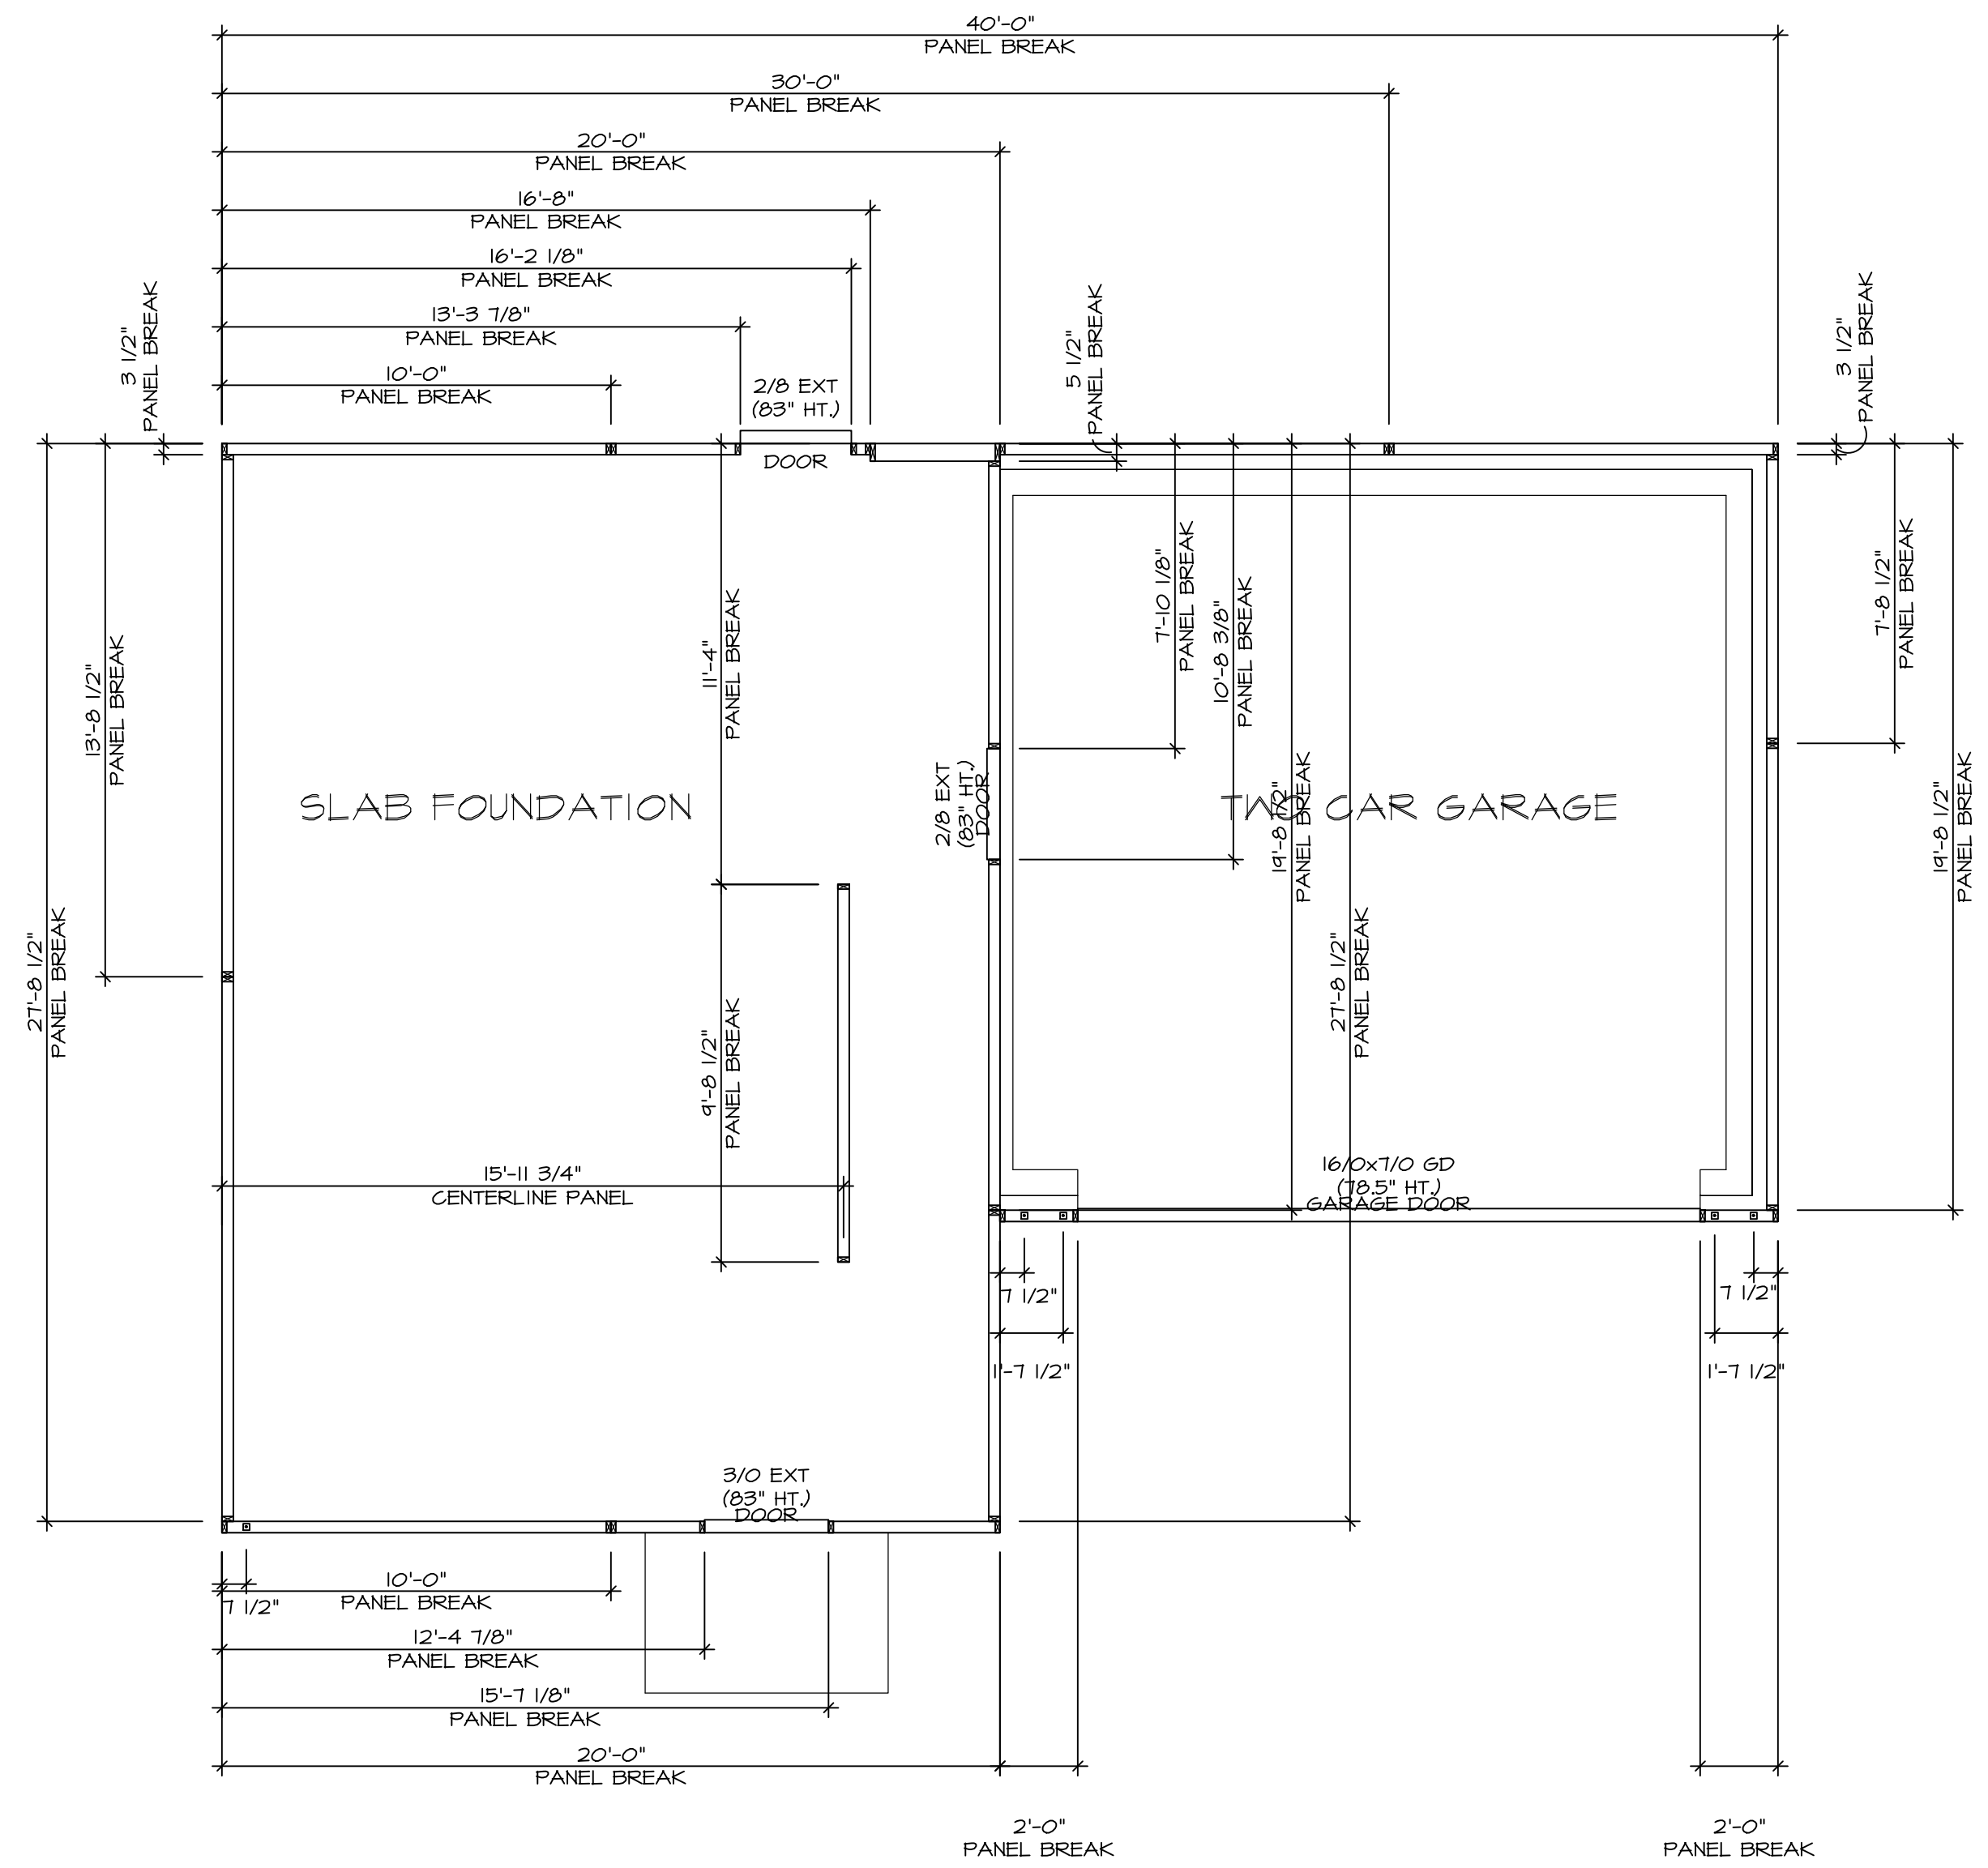 40'-0"
PANEL BREAK
30'-0"
PANEL BREAK
20'-0"
PANEL BREAK
16'-8"
PANEL BREAK
16'-2 1/8"
PANEL BREAK
13'-3 7/8"
PANEL BREAK
10'-0"
PANEL BREAK
2/8 EXT
(83" HT.)
DOOR
3 1/2"
PANEL BREAK
5 1/2"
PANEL BREAK
3 1/2"
PANEL BREAK
27'-8 1/2"
PANEL BREAK
13'-8 1/2"
PANEL BREAK
11'-4"
PANEL BREAK
7'-10 1/8"
PANEL BREAK
10'-8 3/8"
PANEL BREAK
7'-8 1/2"
PANEL BREAK
SLAB FOUNDATION
2/8 EXT
(83" HT.)
DOOR
TWO CAR GARAGE
19'-8 1/2"
PANEL BREAK
19'-8 1/2"
PANEL BREAK
27'-8 1/2"
PANEL BREAK
9'-8 1/2"
PANEL BREAK
15'-11 3/4"
CENTERLINE PANEL
16/0x7/0 GD
(78.5" HT.)
GARAGE DOOR
7 1/2"
7 1/2"
1'-7 1/2"
1'-7 1/2"
3/0 EXT
(83" HT.)
DOOR
10'-0"
PANEL BREAK
7 1/2"
12'-4 7/8"
PANEL BREAK
15'-7 1/8"
PANEL BREAK
20'-0"
PANEL BREAK
2'-0"
PANEL BREAK
2'-0"
PANEL BREAK